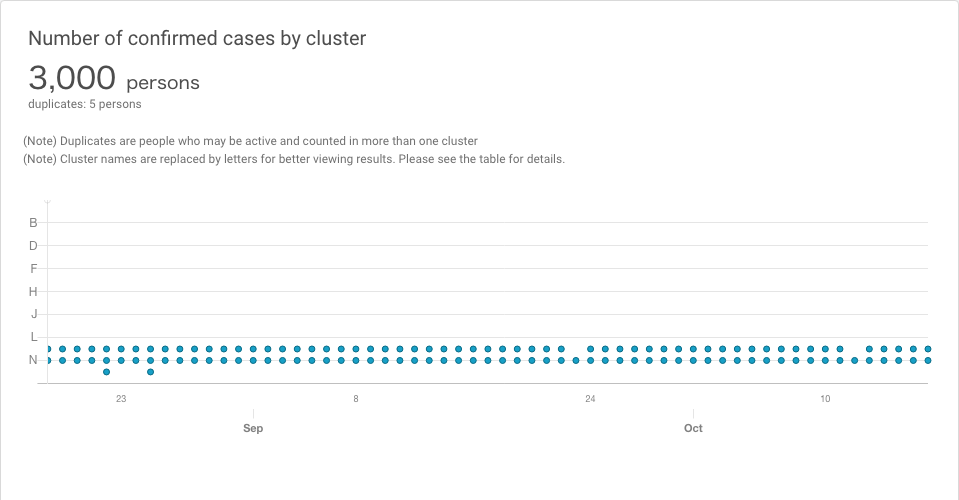 Number of confirmed cases by cluster
3,000 persons
duplicates: 5 persons
(Note) Duplicates are people who may be active and counted in more than one cluster
(Note) Cluster names are replaced by letters for better viewing results. Please see the table for details.
B
D
F
H
J
L
N
23 8 24 10
Sep Oct